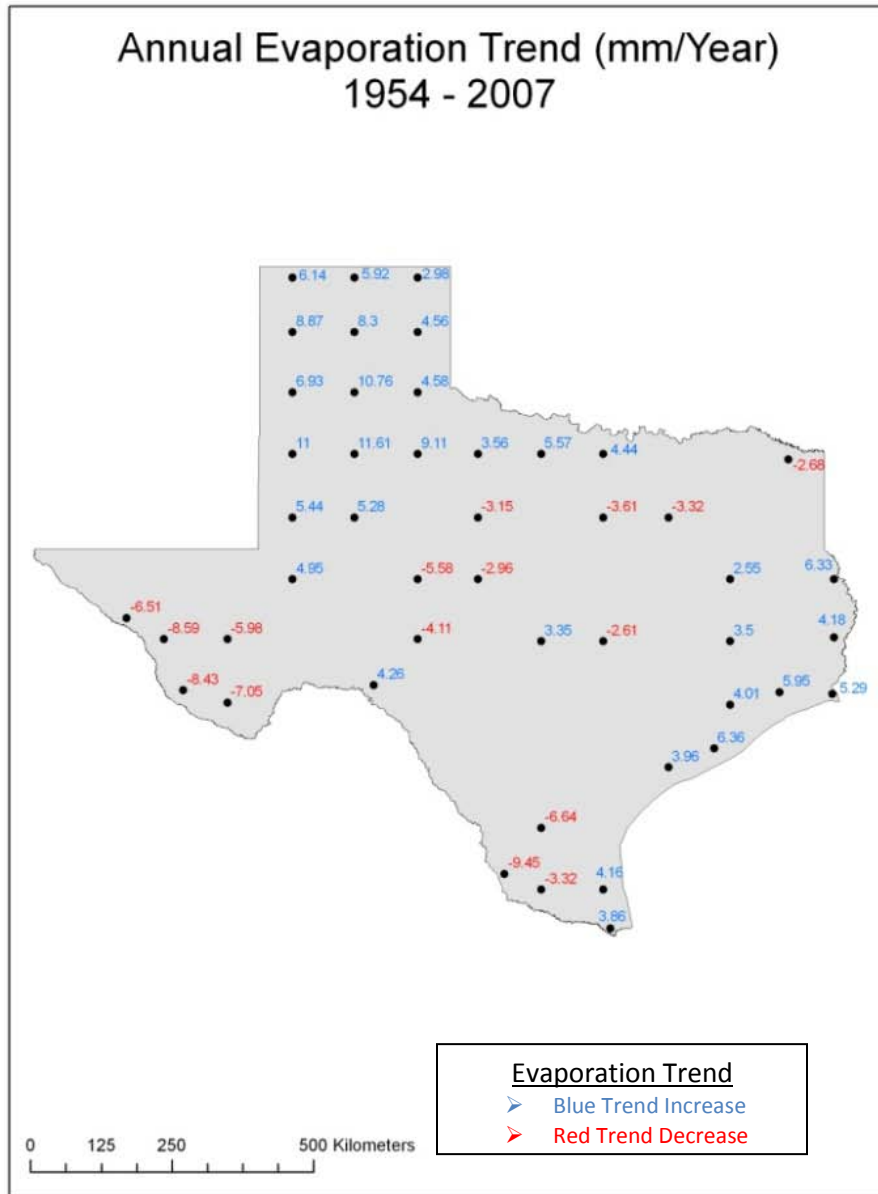 Annual Evaporation Trend (mm/Year)
1954 - 2007
6.14 5.92 2.98
8.87 8.3 4.56
6.93 10.76 4.58
11 11.61 9.11 3.56 5.57 4.44
-2.68
5.44 5.28 -3.15 -3.61 -3.32
4.95 -5.58 -2.96 2.55 6.33
-6.51
-8.59 -5.98 -4.11 3.35 -2.61 3.5 4.18
-8.43 -7.05 4.26 4.01 5.95 5.29
3.96 6.36
-6.64
-9.45 -3.32 4.16
3.86
Evaporation Trend
➢ Blue Trend Increase
➢ Red Trend Decrease
0 125 250 500 Kilometers